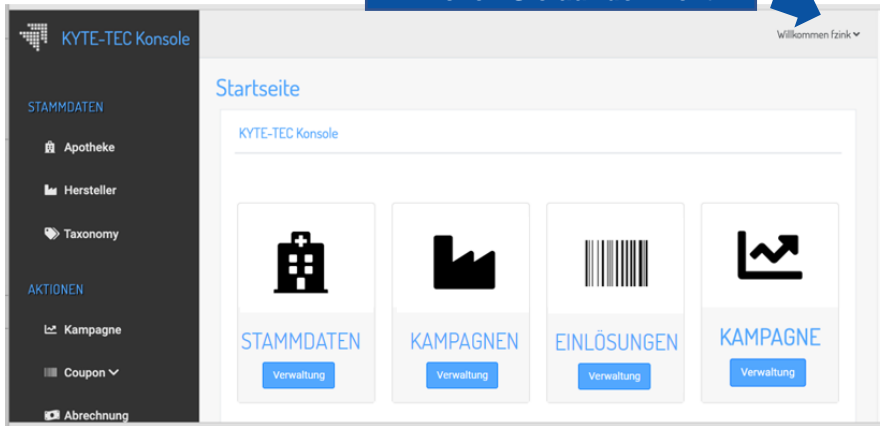 KYTE-TEC Konsole
Willkommen fzink
STAMMDATEN
Apotheke
Hersteller
Taxonomy
AKTIONEN
Kampagne
Coupon
Abrechnung
Startseite
KYTE-TEC Konsole
STAMMDATEN
Verwaltung
KAMPAGNEN
Verwaltung
EINLÖSUNGEN
Verwaltung
KAMPAGNE
Verwaltung